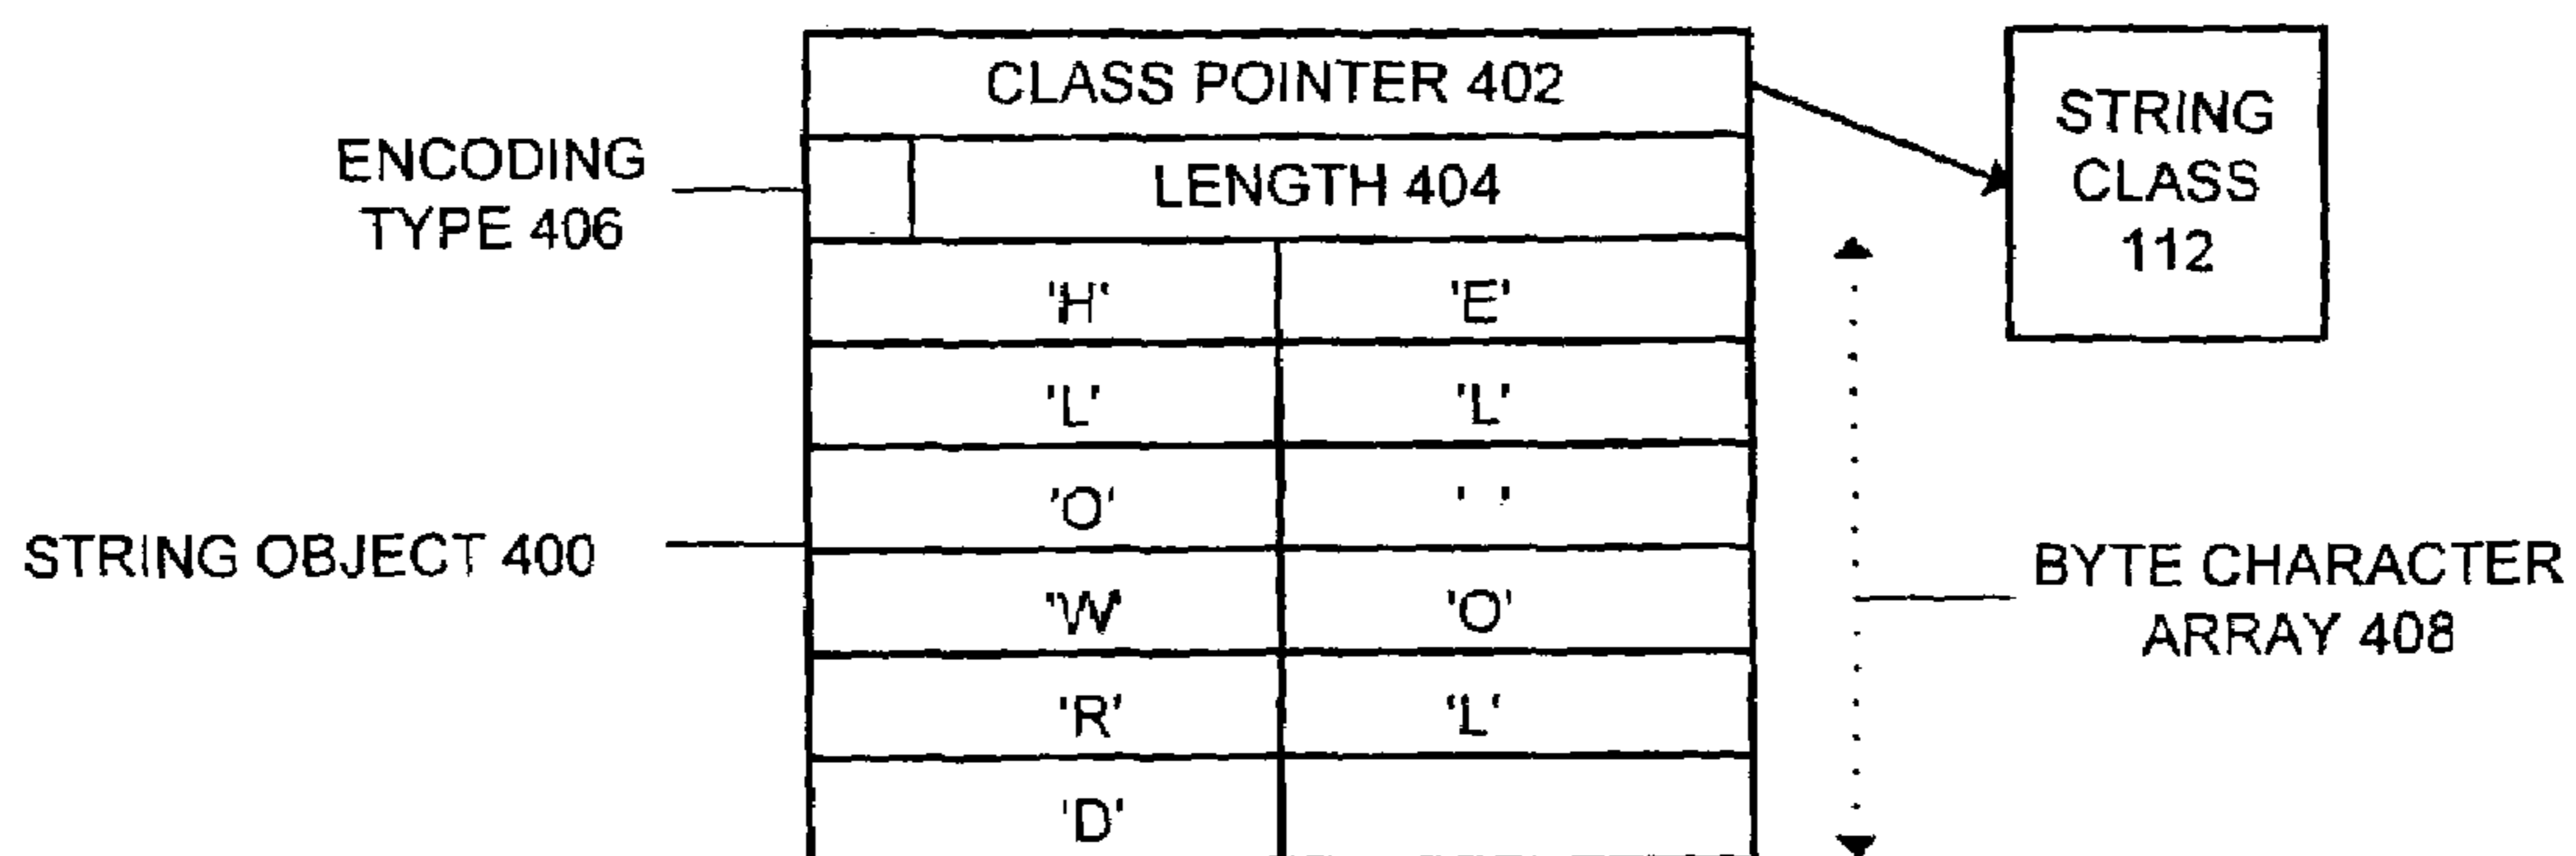 CLASS POINTER 402
STRING
CLASS
112
ENCODING
TYPE 406
LENGTH 404
'H' 'E'
'L' 'L'
'O' ' '
STRING OBJECT 400
'W' 'O'
BYTE CHARACTER
ARRAY 408
'R' 'L'
'D'